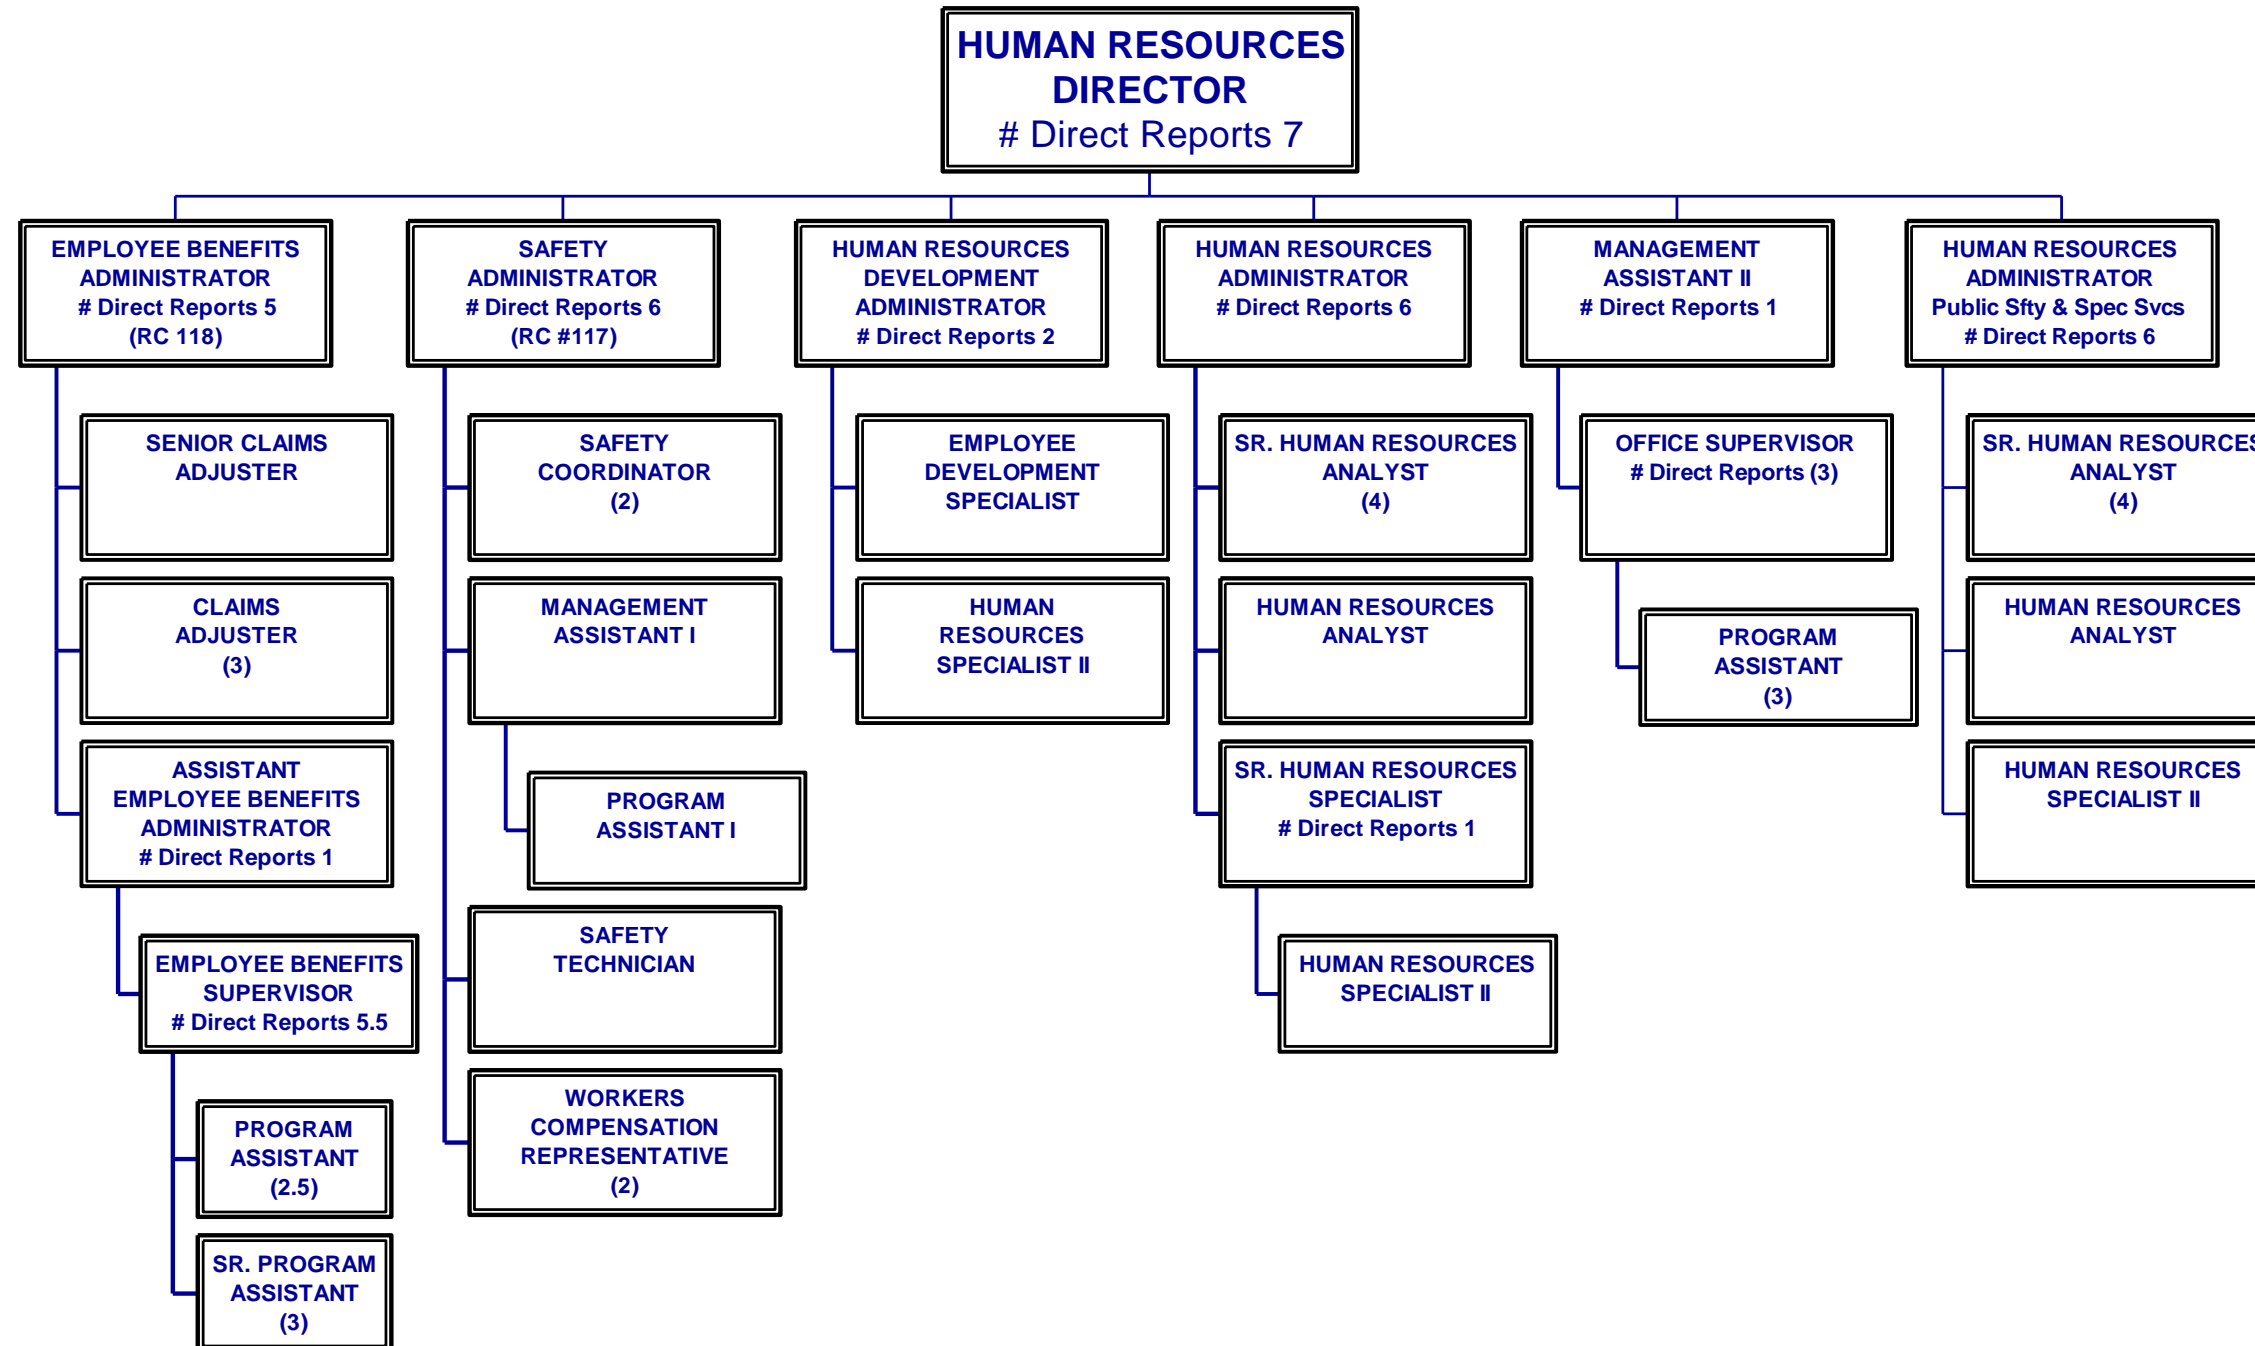 HUMAN RESOURCES
DIRECTOR
# Direct Reports 7
EMPLOYEE BENEFITS
ADMINISTRATOR
# Direct Reports 5
(RC 118)
SENIOR CLAIMS
ADJUSTER
CLAIMS
ADJUSTER
(3)
ASSISTANT
EMPLOYEE BENEFITS
ADMINISTRATOR
# Direct Reports 1
EMPLOYEE BENEFITS
SUPERVISOR
# Direct Reports 5.5
PROGRAM
ASSISTANT
(2.5)
SR. PROGRAM
ASSISTANT
(3)
SAFETY
ADMINISTRATOR
# Direct Reports 6
(RC #117)
SAFETY
COORDINATOR
(2)
MANAGEMENT
ASSISTANT I
PROGRAM
ASSISTANT I
SAFETY
TECHNICIAN
WORKERS
COMPENSATION
REPRESENTATIVE
(2)
HUMAN RESOURCES
DEVELOPMENT
ADMINISTRATOR
# Direct Reports 2
EMPLOYEE
DEVELOPMENT
SPECIALIST
HUMAN
RESOURCES
SPECIALIST II
HUMAN RESOURCES
ADMINISTRATOR
# Direct Reports 6
SR. HUMAN RESOURCES
ANALYST
(4)
HUMAN RESOURCES
ANALYST
SR. HUMAN RESOURCES
SPECIALIST
# Direct Reports 1
HUMAN RESOURCES
SPECIALIST II
MANAGEMENT
ASSISTANT II
# Direct Reports 1
OFFICE SUPERVISOR
# Direct Reports (3)
PROGRAM
ASSISTANT
(3)
HUMAN RESOURCES
ADMINISTRATOR
Public Sfty & Spec Svcs
# Direct Reports 6
SR. HUMAN RESOURCES
ANALYST
(4)
HUMAN RESOURCES
ANALYST
HUMAN RESOURCES
SPECIALIST II